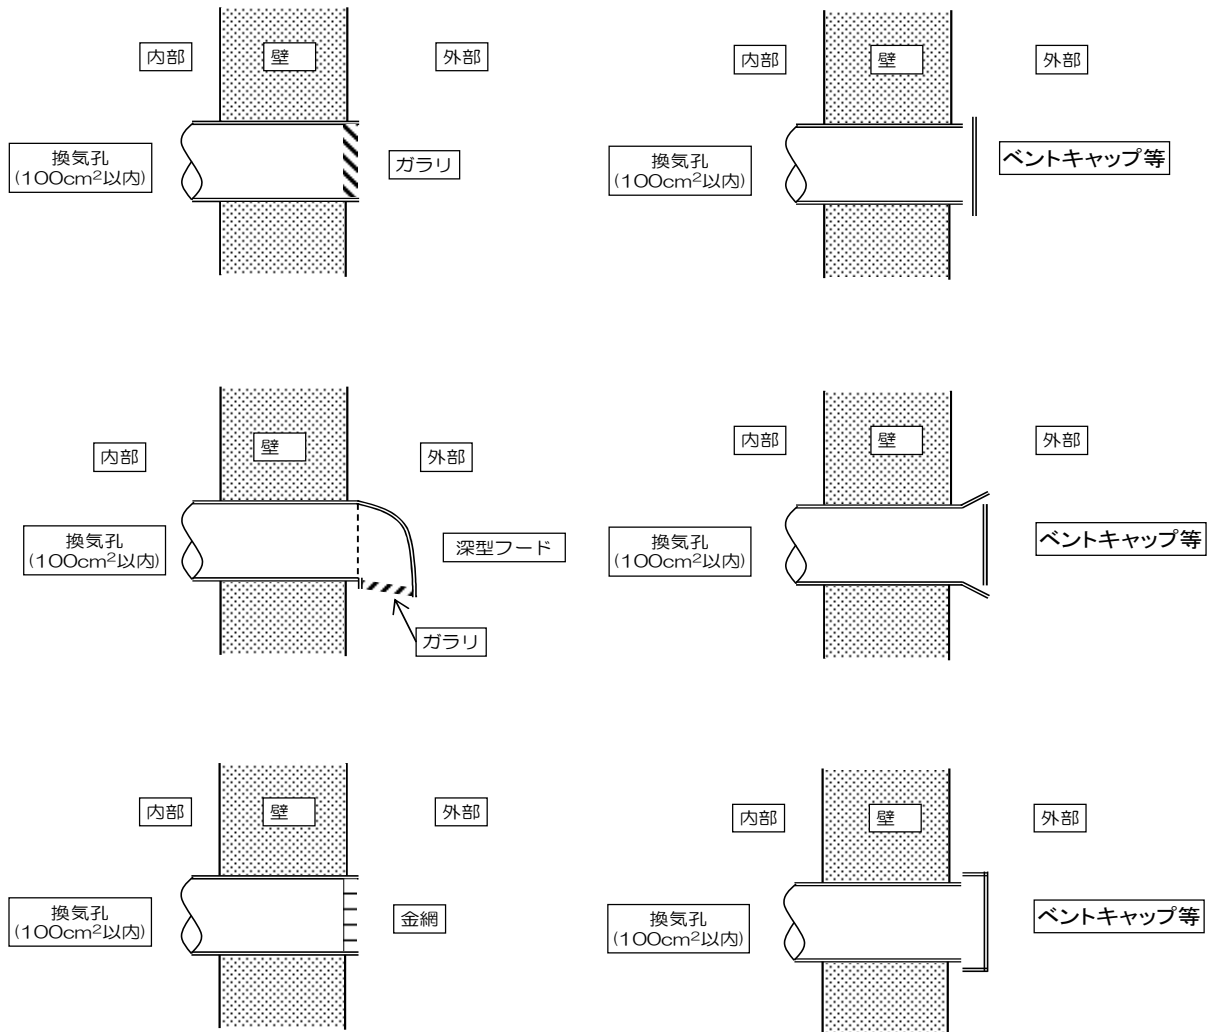 内部
壁
外部
換気孔
(100cm²以内)
ガラリ
内部
壁
外部
換気孔
(100cm²以内)
ベントキャップ等
内部
壁
外部
換気孔
(100cm²以内)
深型フード
ガラリ
内部
壁
外部
換気孔
(100cm²以内)
ベントキャップ等
内部
壁
外部
換気孔
(100cm²以内)
金網
内部
壁
外部
換気孔
(100cm²以内)
ベントキャップ等